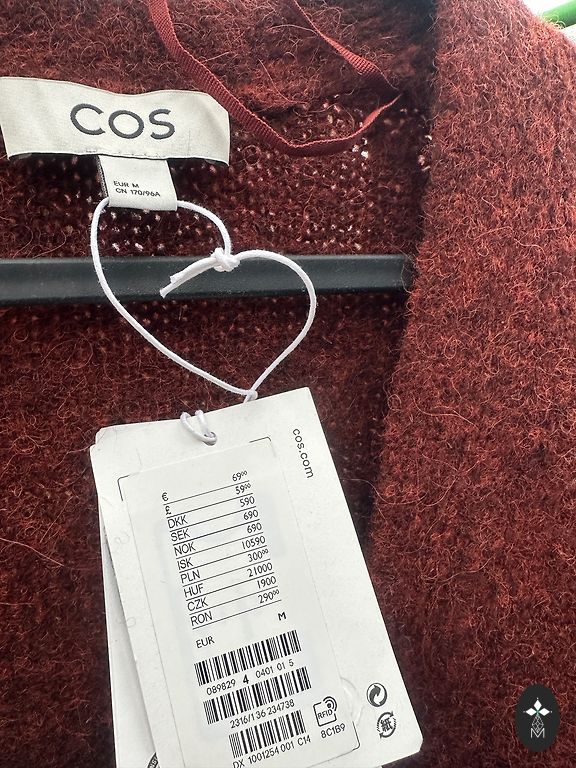 COS
EUR M
CN 170/96A
cos.com
€ 69⁰⁰
£ 59⁰⁰
DKK 590
SEK 690
NOK 690
ISK 10590
PLN 300⁰⁰
HUF 21000
CZK 1900
RON 290⁰⁰
EUR M
089829 4 0401 01 5
2316/136 234738
RFID
DX 1001254 001 C14 8C1B9
M